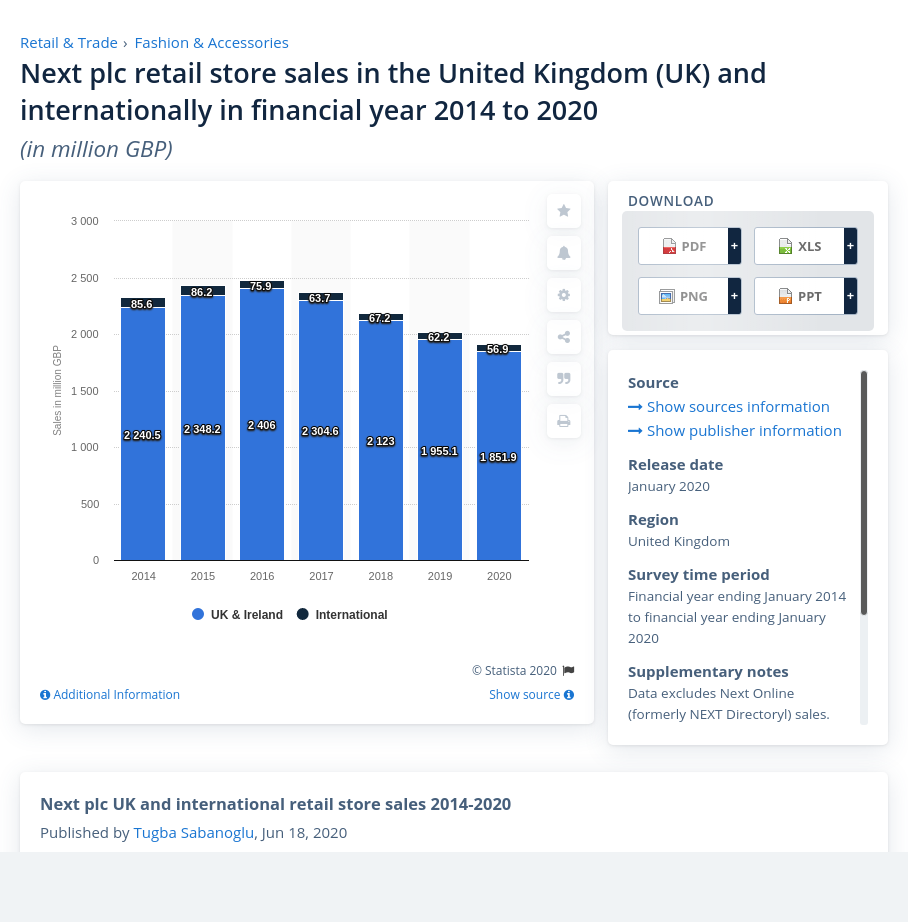 Retail & Trade › Fashion & Accessories
Next plc retail store sales in the United Kingdom (UK) and
internationally in financial year 2014 to 2020
(in million GBP)
3 000
2 500
2 000
1 500
1 000
500
0
Sales in million GBP
85.6
86.2
75.9
63.7
67.2
62.2
56.9
2 240.5
2 348.2
2 406
2 304.6
2 123
1 955.1
1 851.9
2014 2015 2016 2017 2018 2019 2020
UK & Ireland International
© Statista 2020
Additional Information Show source
DOWNLOAD
PDF + XLS +
PNG + PPT +
Source
Show sources information
Show publisher information
Release date
January 2020
Region
United Kingdom
Survey time period
Financial year ending January 2014
to financial year ending January
2020
Supplementary notes
Data excludes Next Online
(formerly NEXT Directoryl) sales.
Next plc UK and international retail store sales 2014-2020
Published by Tugba Sabanoglu, Jun 18, 2020